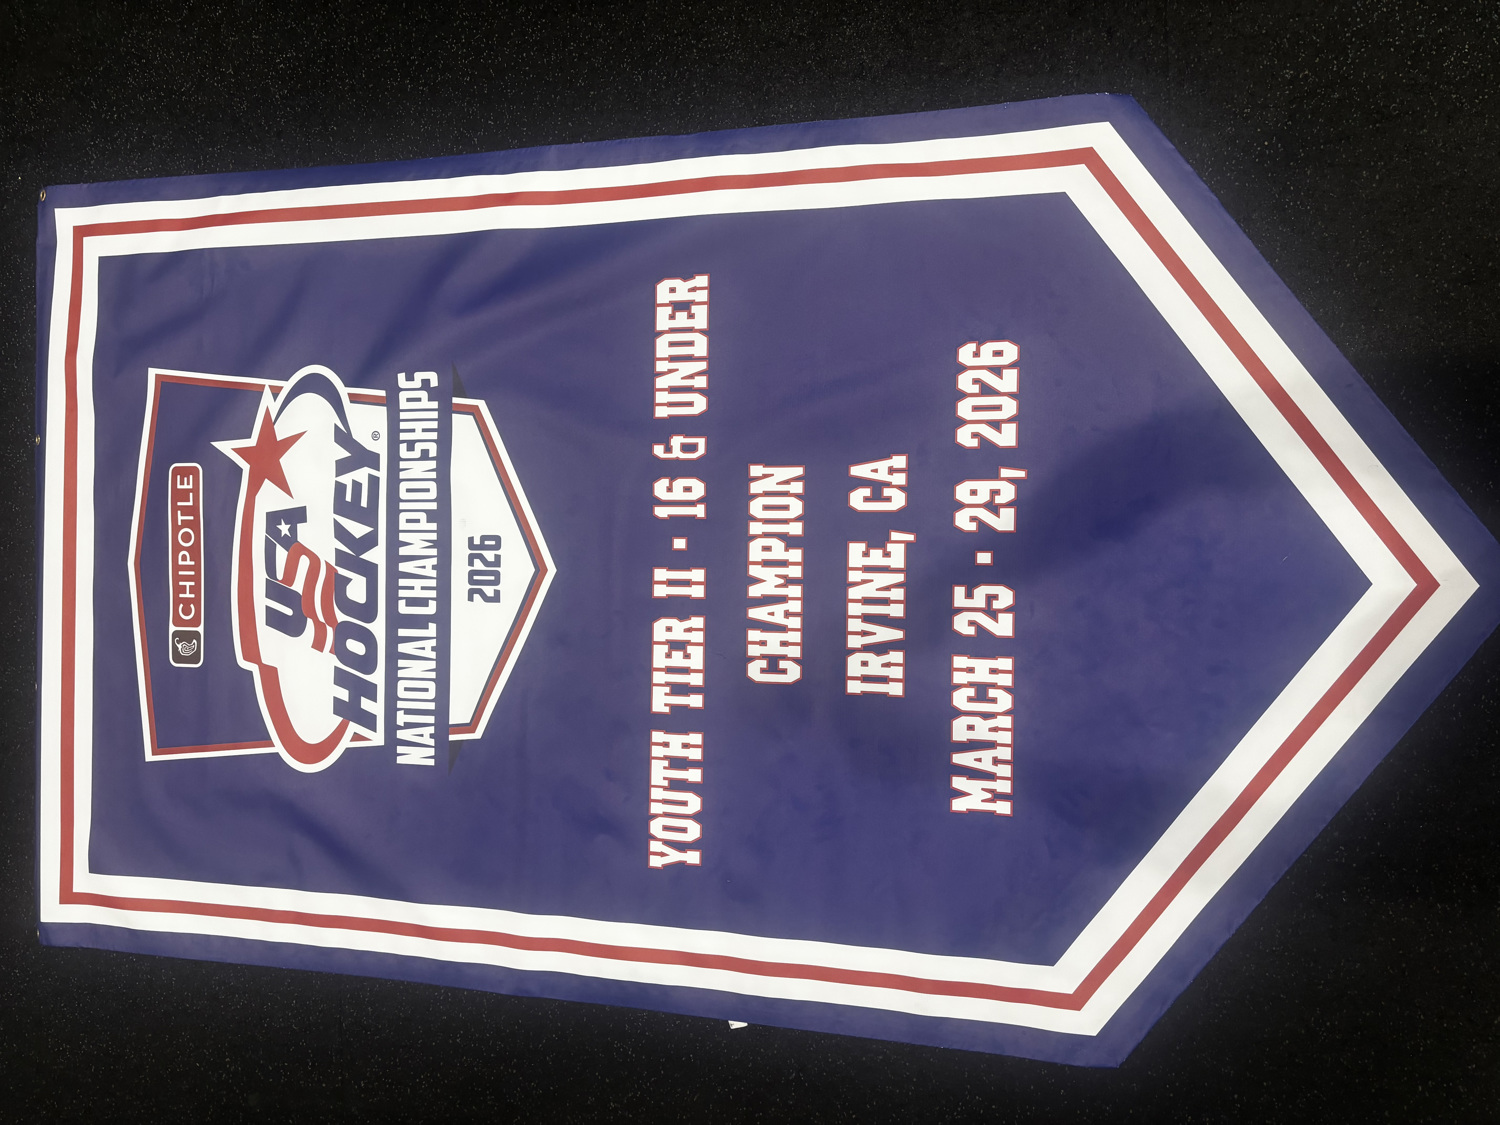 CHIPOTLE
USA
HOCKEY®
NATIONAL CHAMPIONSHIPS
2026
YOUTH TIER II · 16 & UNDER
CHAMPION
IRVINE, CA
MARCH 25 · 29, 2026